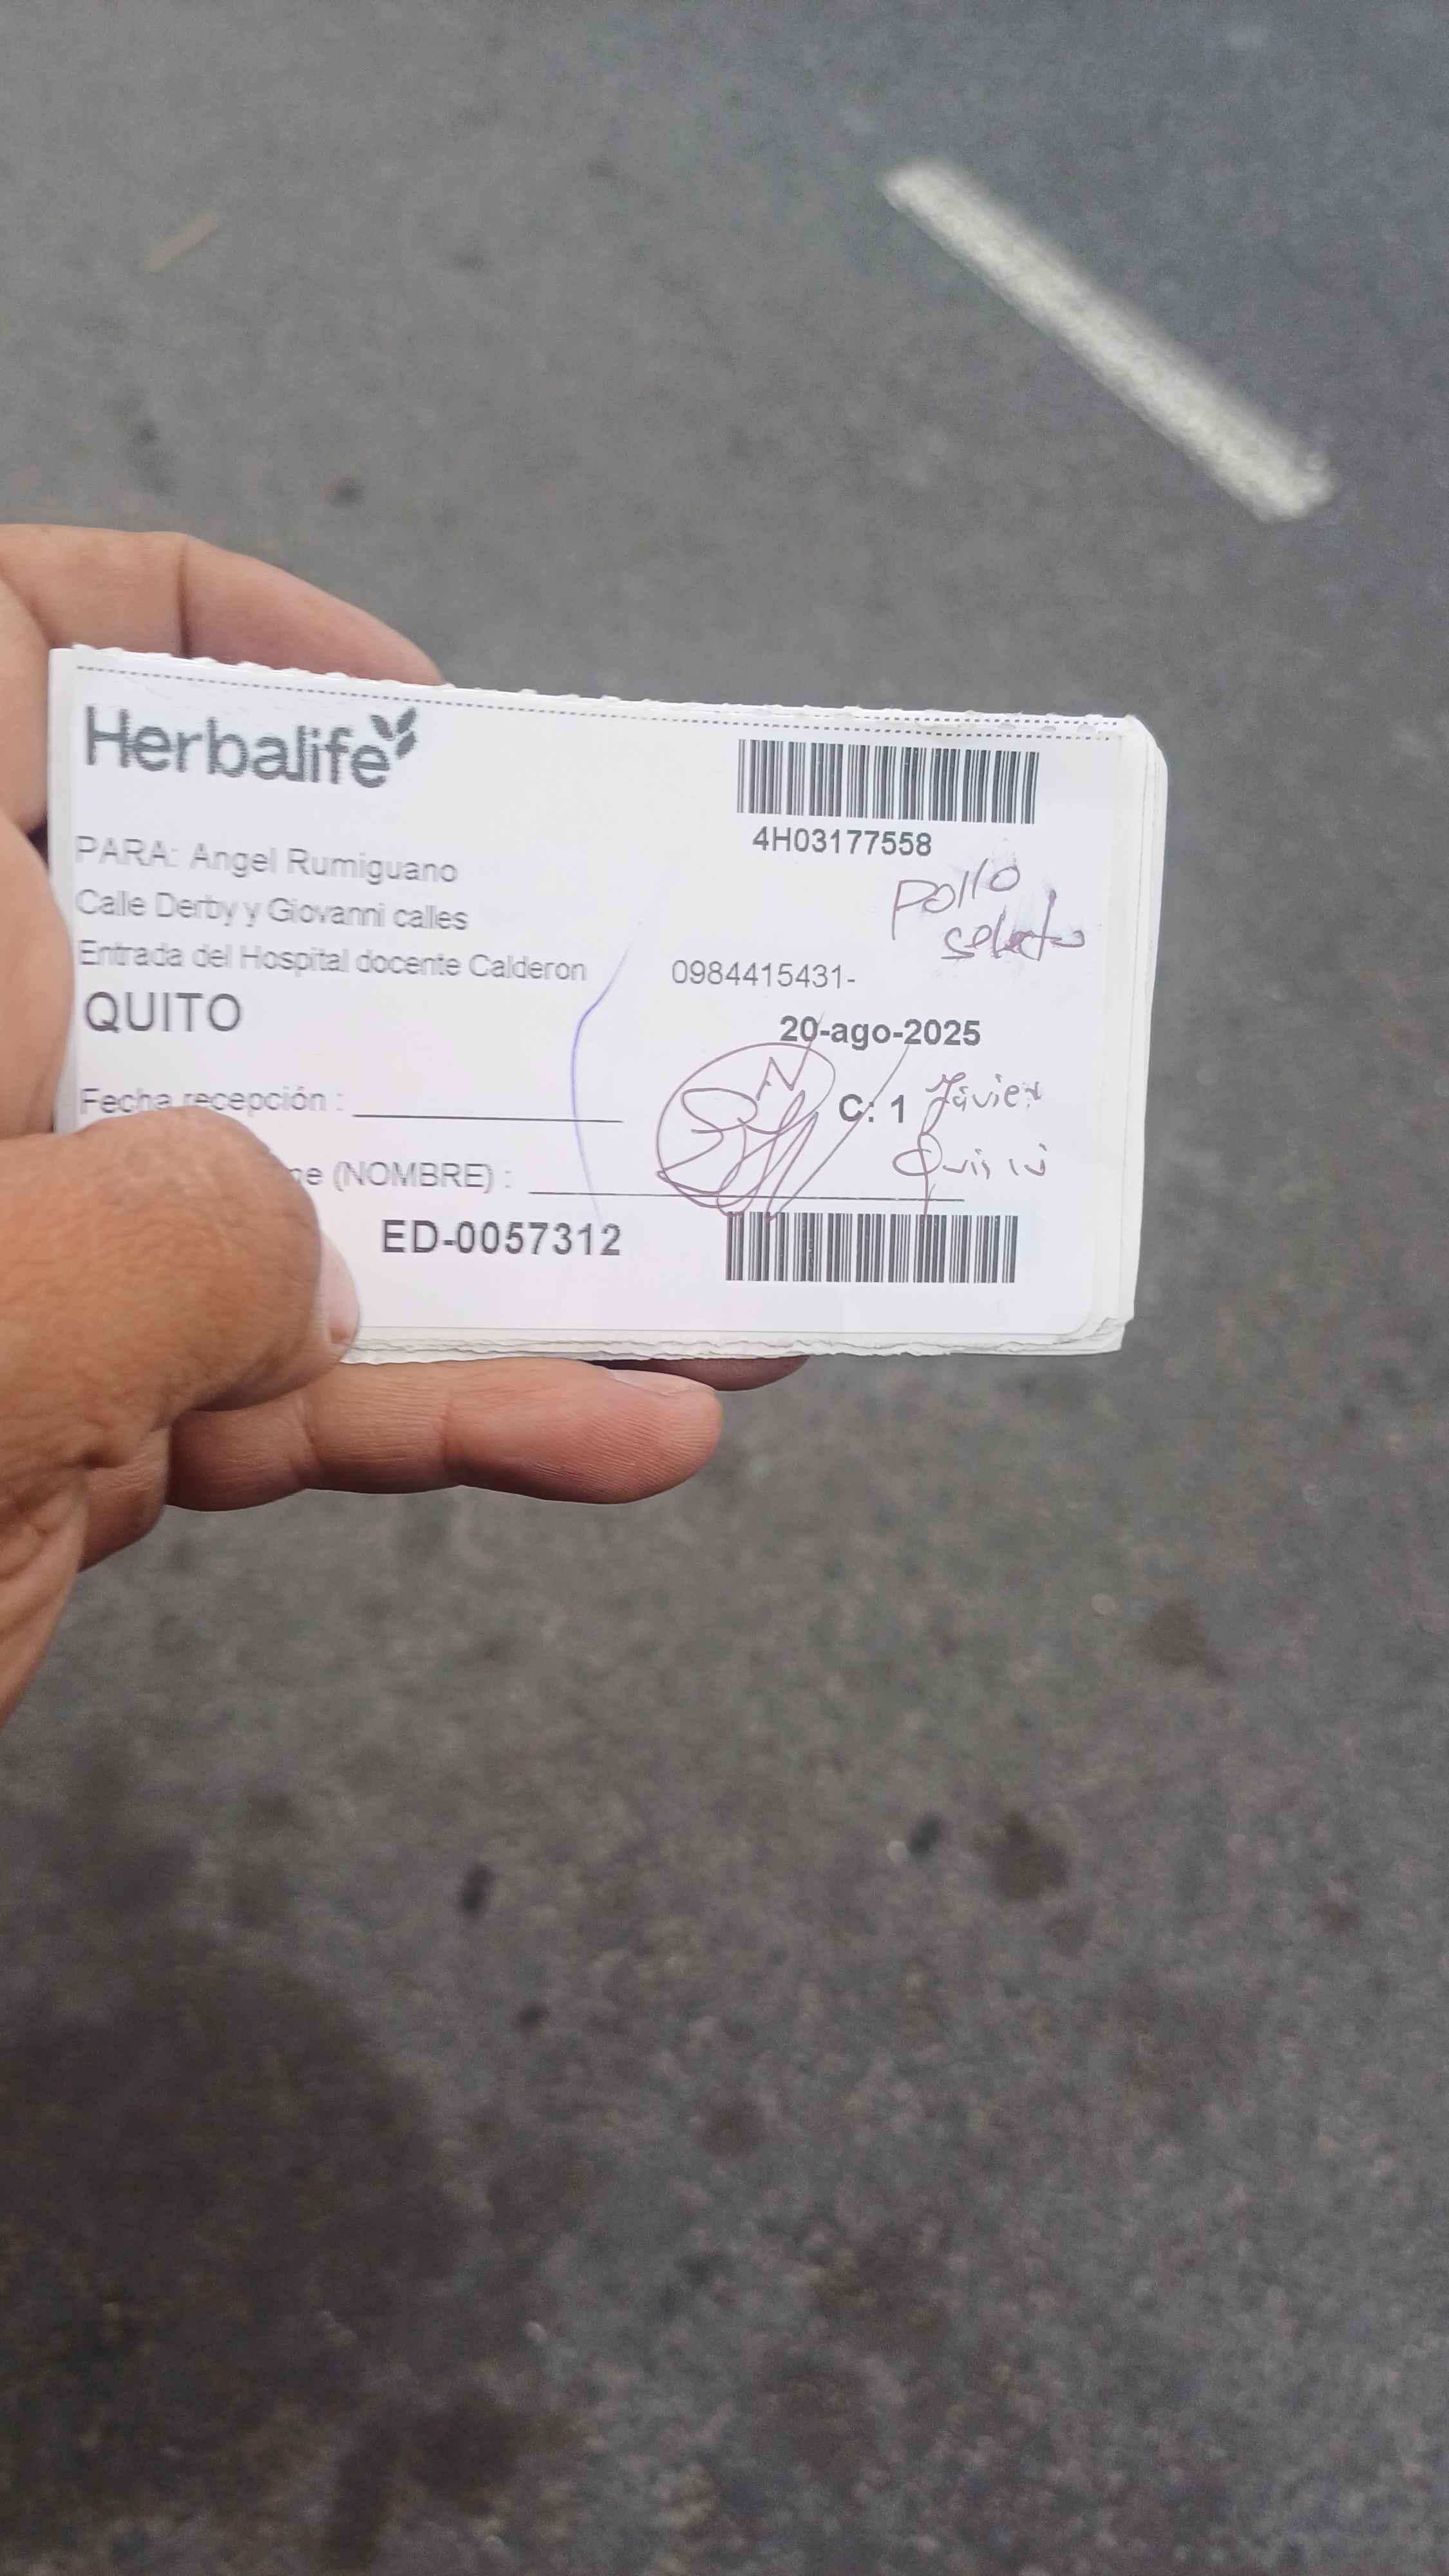 Herbalife
4H03177558
PARA: Angel Rumiguano
Pollo
Calle Derby y Giovanni calles
Entrada del Hospital docente Calderon
0984415431-
QUITO
20-ago-2025
Fecha recepción :
C: 1 Javier
(NOMBRE) :
ED-0057312